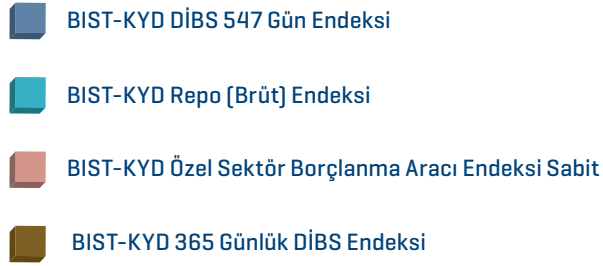 BIST-KYD DİBS 547 Gün Endeksi
BIST-KYD Repo (Brüt) Endeksi
BIST-KYD Özel Sektör Borçlanma Aracı Endeksi Sabit
BIST-KYD 365 Günlük DİBS Endeksi